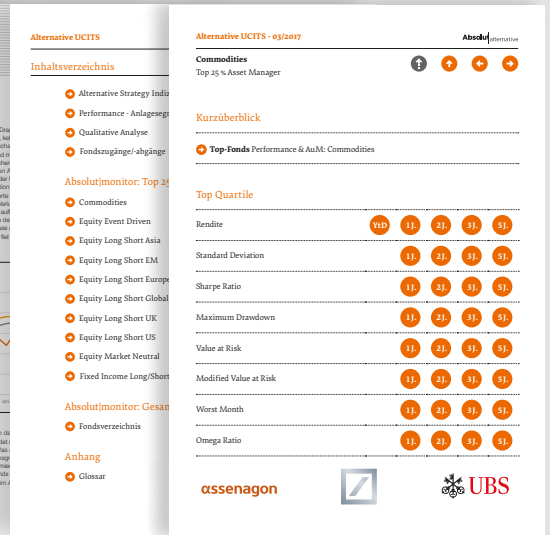 Alternative UCITS
Inhaltsverzeichnis
Alternative Strategy Indiz
Performance - Anlageseg
Qualitative Analyse
Fondszugänge/-abgänge
Absolut|monitor: Top 25
Commodities
Equity Event Driven
Equity Long Short Asia
Equity Long Short EM
Equity Long Short Europe
Equity Long Short Global
Equity Long Short UK
Equity Long Short US
Equity Market Neutral
Fixed Income Long/Short
Absolut|monitor: Gesam
Fondsverzeichnis
Anhang
Glossar
Alternative UCITS - 03/2017
Absolut|alternative
Commodities
Top 25 % Asset Manager
Kurzüberblick
Top-Fonds Performance & AuM: Commodities
Top Quartile
Rendite YtD 1J. 2J. 3J. 5J.
Standard Deviation 1J. 2J. 3J. 5J.
Sharpe Ratio 1J. 2J. 3J. 5J.
Maximum Drawdown 1J. 2J. 3J. 5J.
Value at Risk 1J. 2J. 3J. 5J.
Modified Value at Risk 1J. 2J. 3J. 5J.
Worst Month 1J. 2J. 3J. 5J.
Omega Ratio 1J. 2J. 3J. 5J.
assenagon
UBS